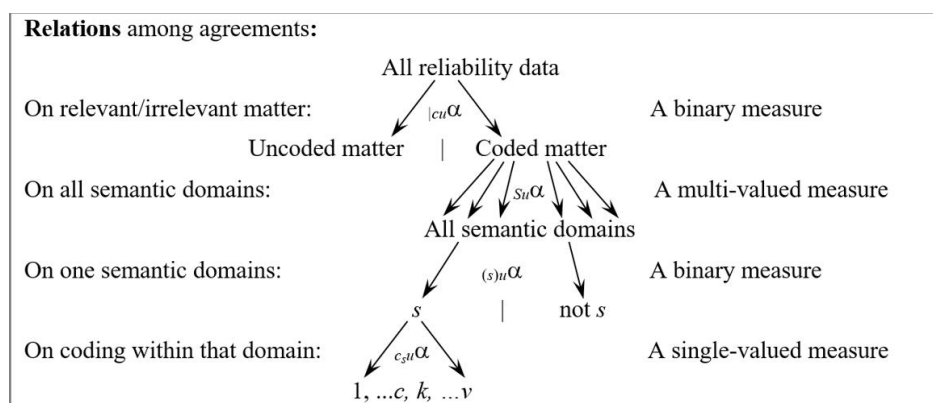 Relations among agreements:
All reliability data
On relevant/irrelevant matter: |cuα A binary measure
Uncoded matter | Coded matter
On all semantic domains: Suα A multi-valued measure
All semantic domains
On one semantic domains: (s)uα A binary measure
s | not s
On coding within that domain: csuα A single-valued measure
1, ...c, k, ...v